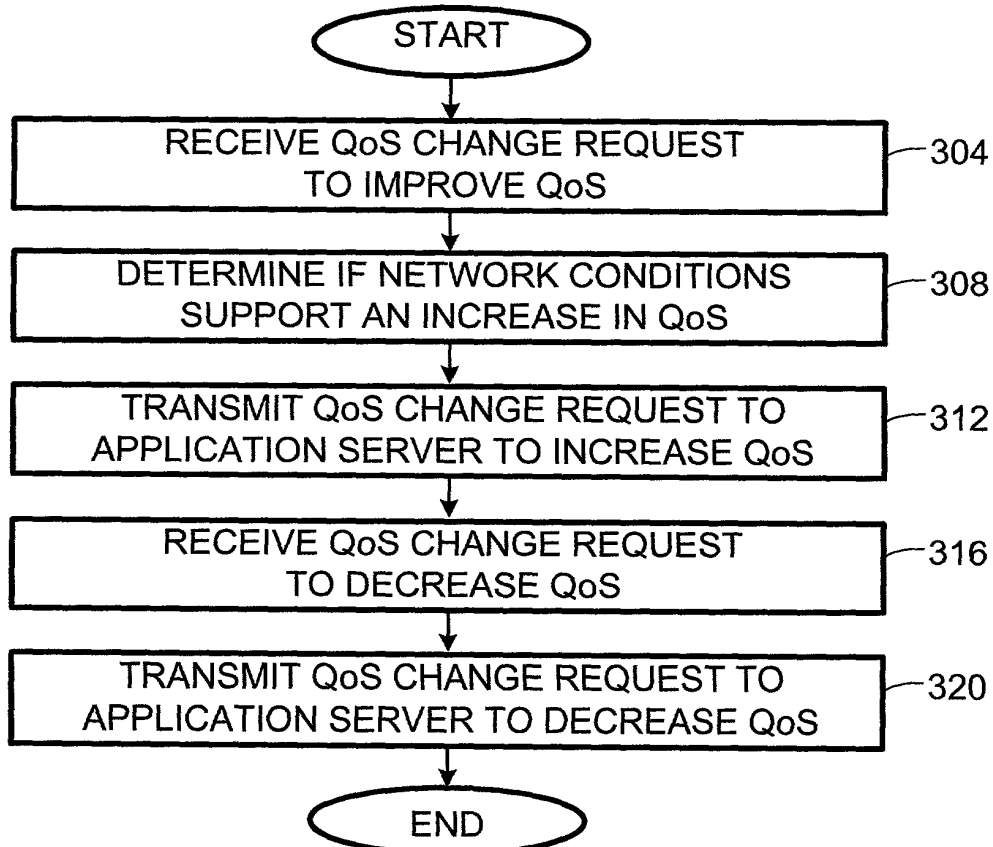 START
RECEIVE QoS CHANGE REQUEST
TO IMPROVE QoS
304
DETERMINE IF NETWORK CONDITIONS
SUPPORT AN INCREASE IN QoS
308
TRANSMIT QoS CHANGE REQUEST TO
APPLICATION SERVER TO INCREASE QoS
312
RECEIVE QoS CHANGE REQUEST
TO DECREASE QoS
316
TRANSMIT QoS CHANGE REQUEST TO
APPLICATION SERVER TO DECREASE QoS
320
END